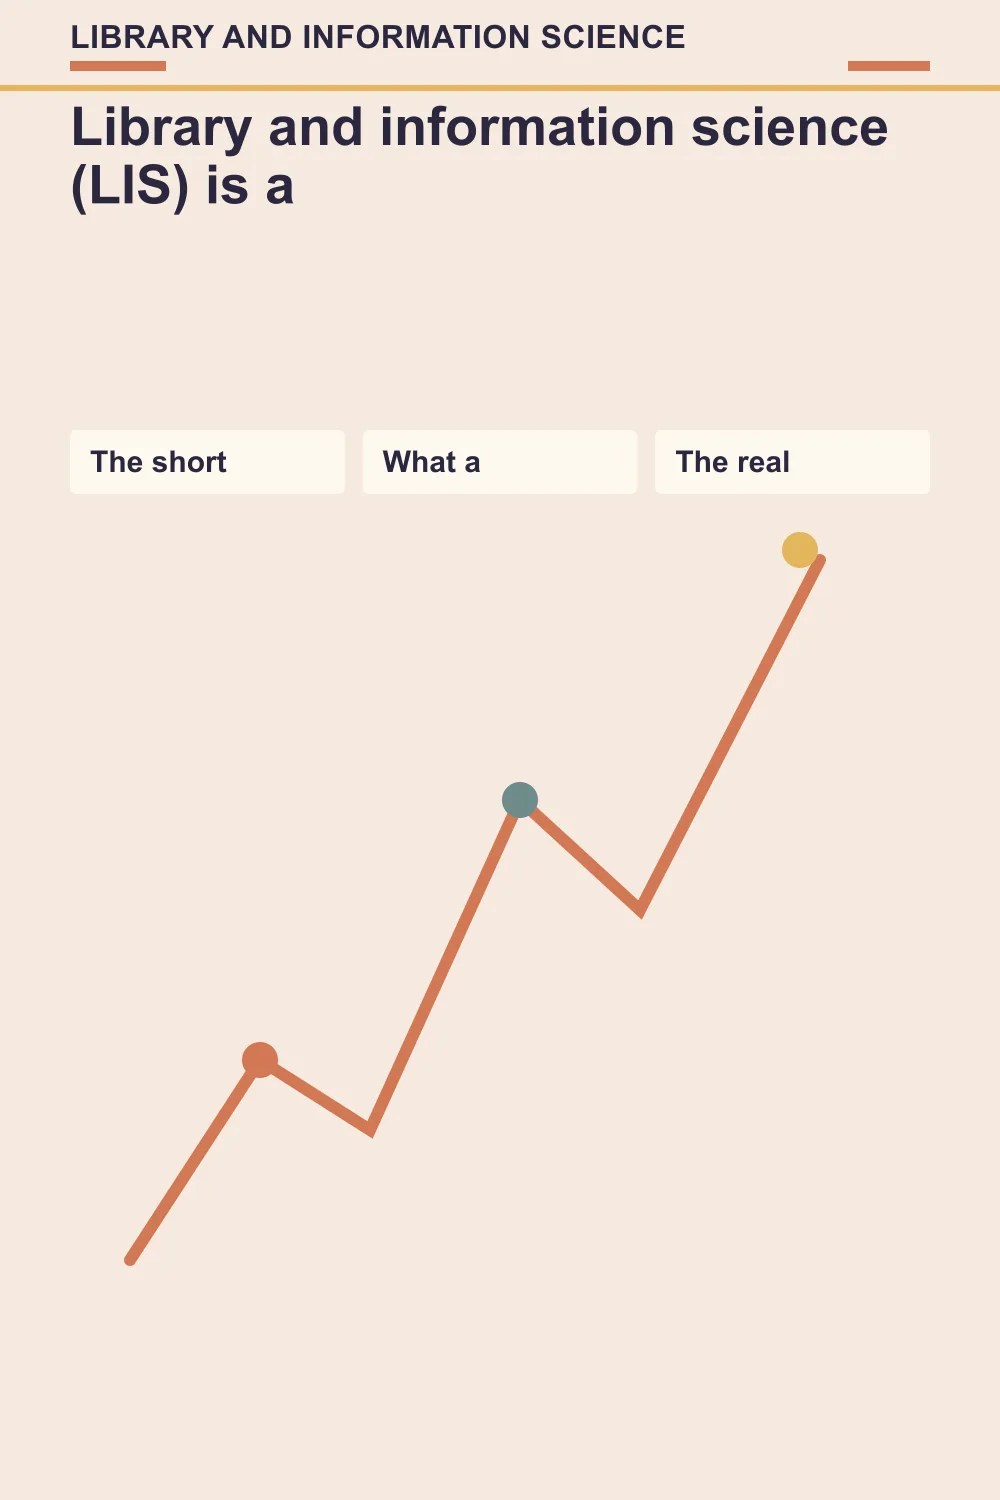 LIBRARY AND INFORMATION SCIENCE
Library and information science
(LIS) is a
The short
What a
The real